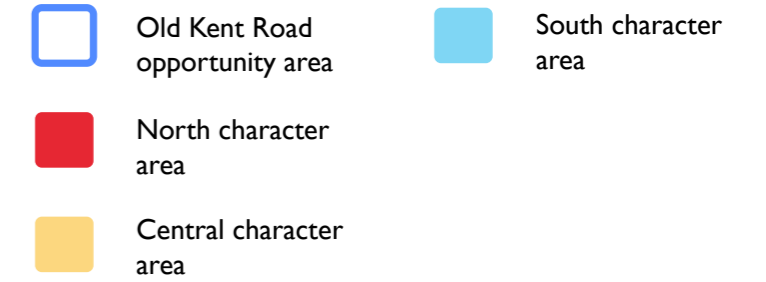 Old Kent Road
opportunity area
North character
area
Central character
area
South character
area